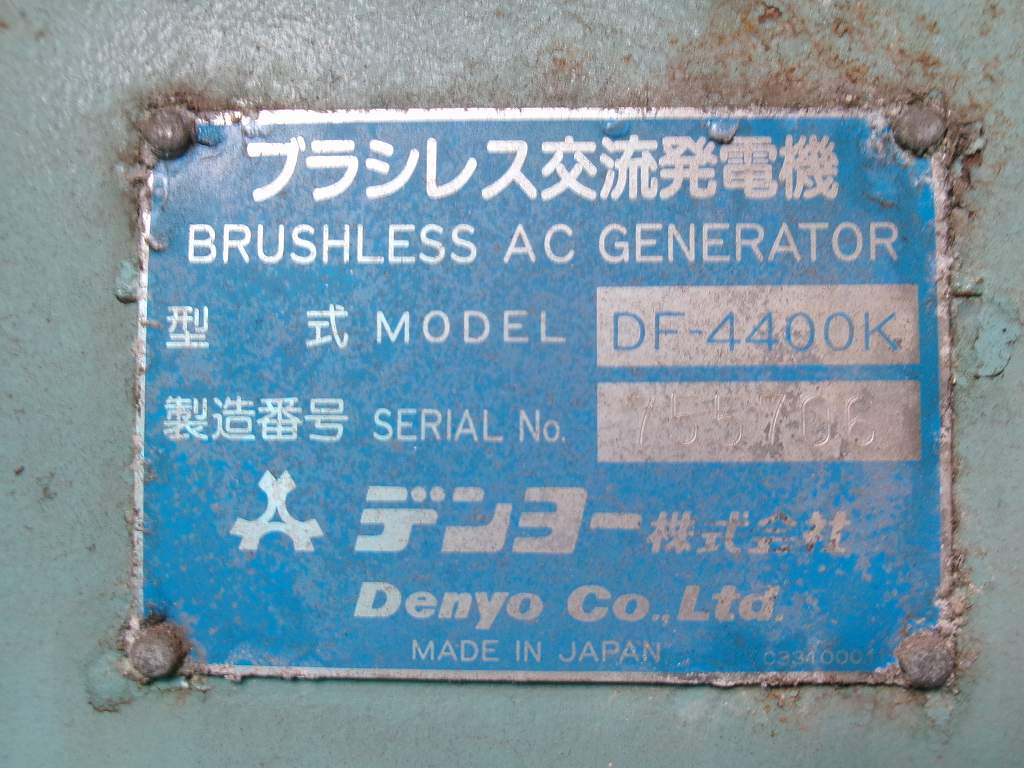 ブラシレス交流発電機
BRUSHLESS AC GENERATOR
型 式 MODEL DF-4400K
製造番号 SERIAL No. 755706
デンヨー株式会社
Denyo Co., Ltd.
MADE IN JAPAN